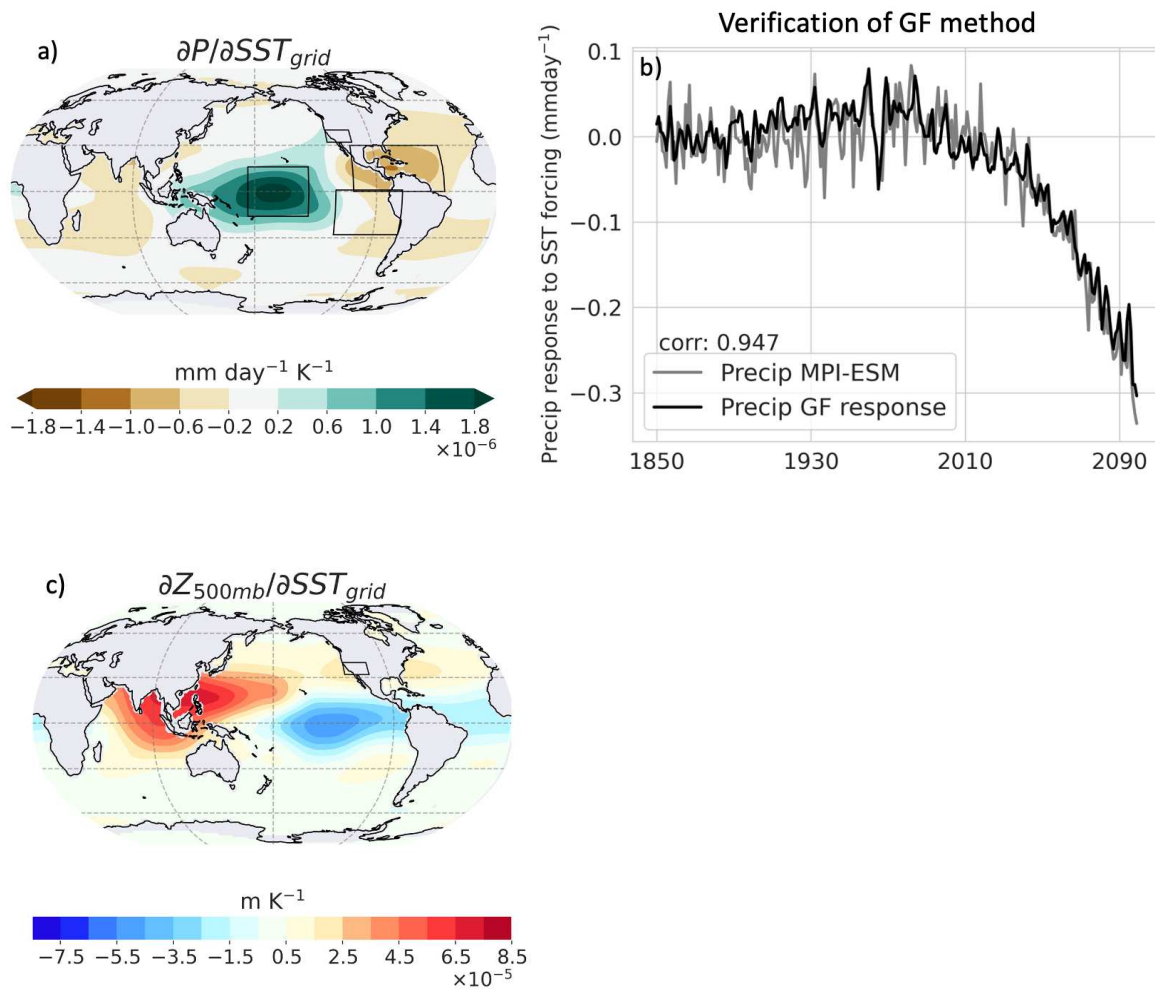 a)
∂P/∂SST_grid
mm day⁻¹ K⁻¹
−1.8 −1.4 −1.0 −0.6 −0.2 0.2 0.6 1.0 1.4 1.8
×10⁻⁶
Verification of GF method
b)
Precip response to SST forcing (mmday⁻¹)
0.1
0.0
−0.1
−0.2
−0.3
corr: 0.947
Precip MPI-ESM
Precip GF response
1850 1930 2010 2090
c)
∂Z_500mb/∂SST_grid
m K⁻¹
−7.5 −5.5 −3.5 −1.5 0.5 2.5 4.5 6.5 8.5
×10⁻⁵